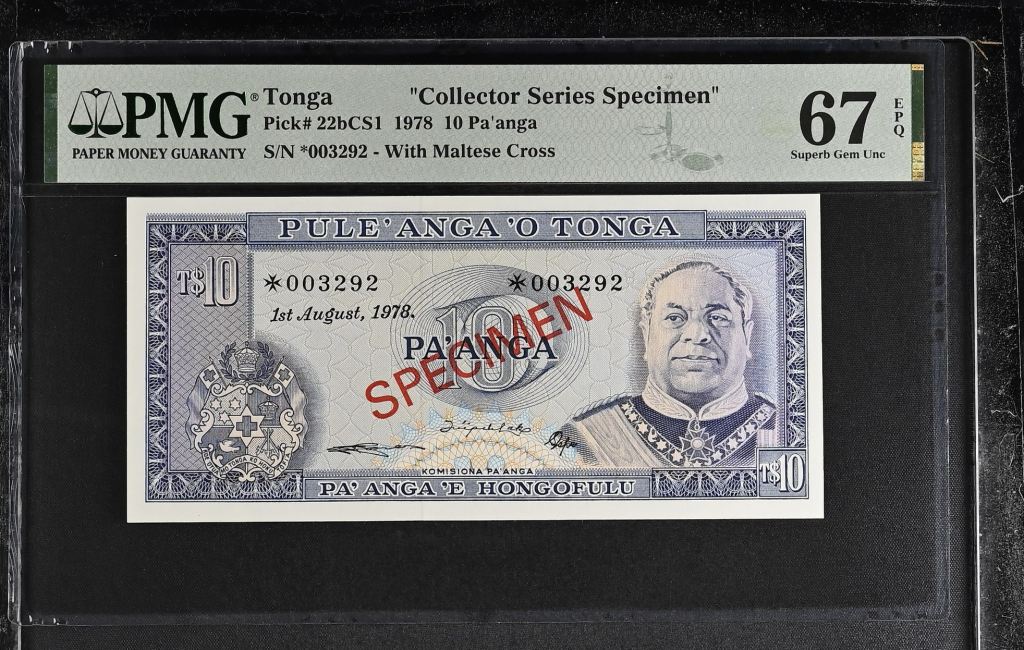 PMG® Tonga "Collector Series Specimen"
Pick# 22bCS1 1978 10 Pa'anga
PAPER MONEY GUARANTY S/N *003292 - With Maltese Cross
67 EPQ
Superb Gem Unc
PULE'ANGA 'O TONGA
T$10
*003292 *003292
1st August, 1978.
10
PA'ANGA
SPECIMEN
KOMISIONA PA'ANGA
PA'ANGA 'E HONGOFULU
T$10